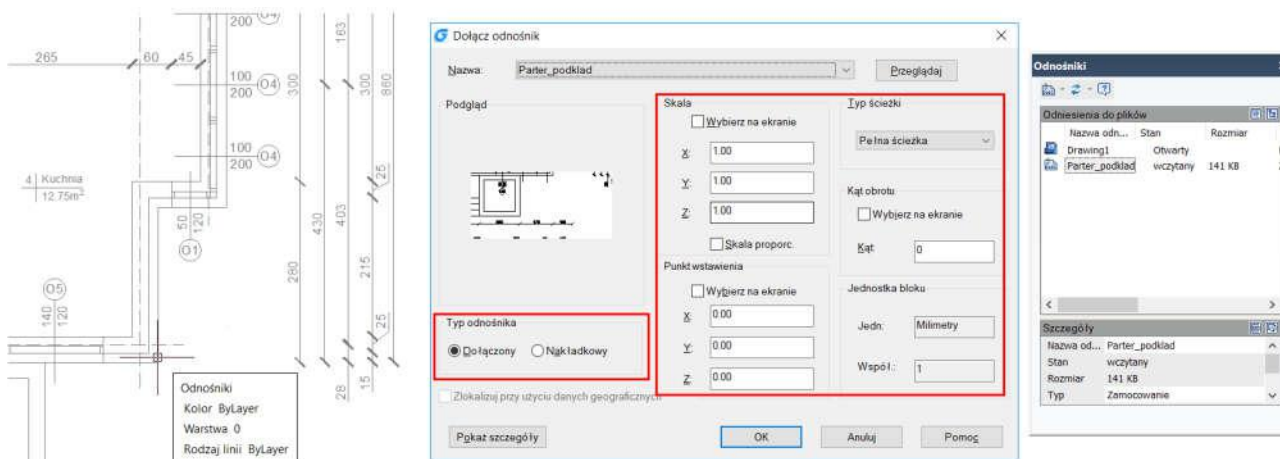 200 O4
163
265 60 45
100
200 O4
300 300 860
100
200 O4
4 Kuchnia
12.75m²
25
50
120
O1
430 403
280
215
O5
140
120
25
28 15
Odnośniki
Kolor ByLayer
Warstwa 0
Rodzaj linii ByLayer
Dołącz odnośnik
Nazwa: Parter_podklad Przeglądaj
Podgląd
Skala
Wybierz na ekranie
X: 1.00
Y: 1.00
Z: 1.00
Skala proporc.
Punkt wstawienia
Wybierz na ekranie
X: 0.00
Y: 0.00
Z: 0.00
Typ ścieżki
Pełna ścieżka
Kąt obrotu
Wybierz na ekranie
Kąt: 0
Jednostka bloku
Jedn: Milimetry
Współ.: 1
Typ odnośnika
Dołączony Nakładkowy
Zlokalizuj przy użyciu danych geograficznych
Pokaż szczegóły OK Anuluj Pomoc
Odnośniki
Odniesienia do plików
Nazwa odn... Stan Rozmiar
Drawing1 Otwarty
Parter_podklad wczytany 141 KB
Szczegóły
Nazwa od... Parter_podklad
Stan wczytany
Rozmiar 141 KB
Typ Zamocowanie